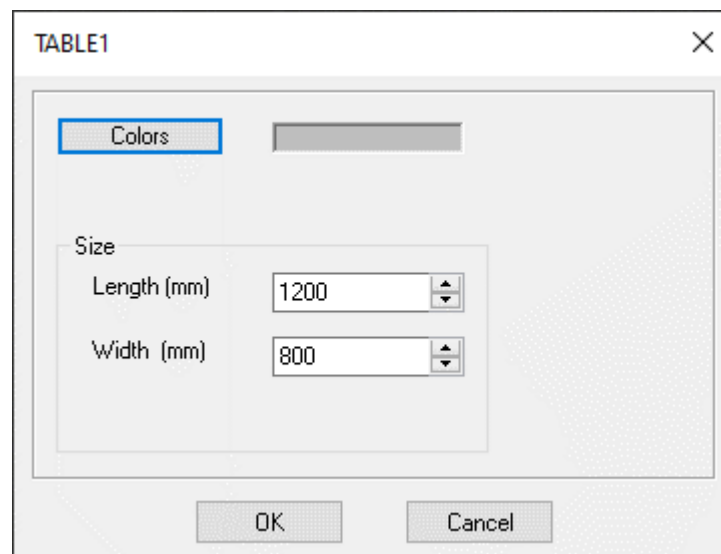 TABLE1
Colors
Size
Length (mm) 1200
Width (mm) 800
OK Cancel